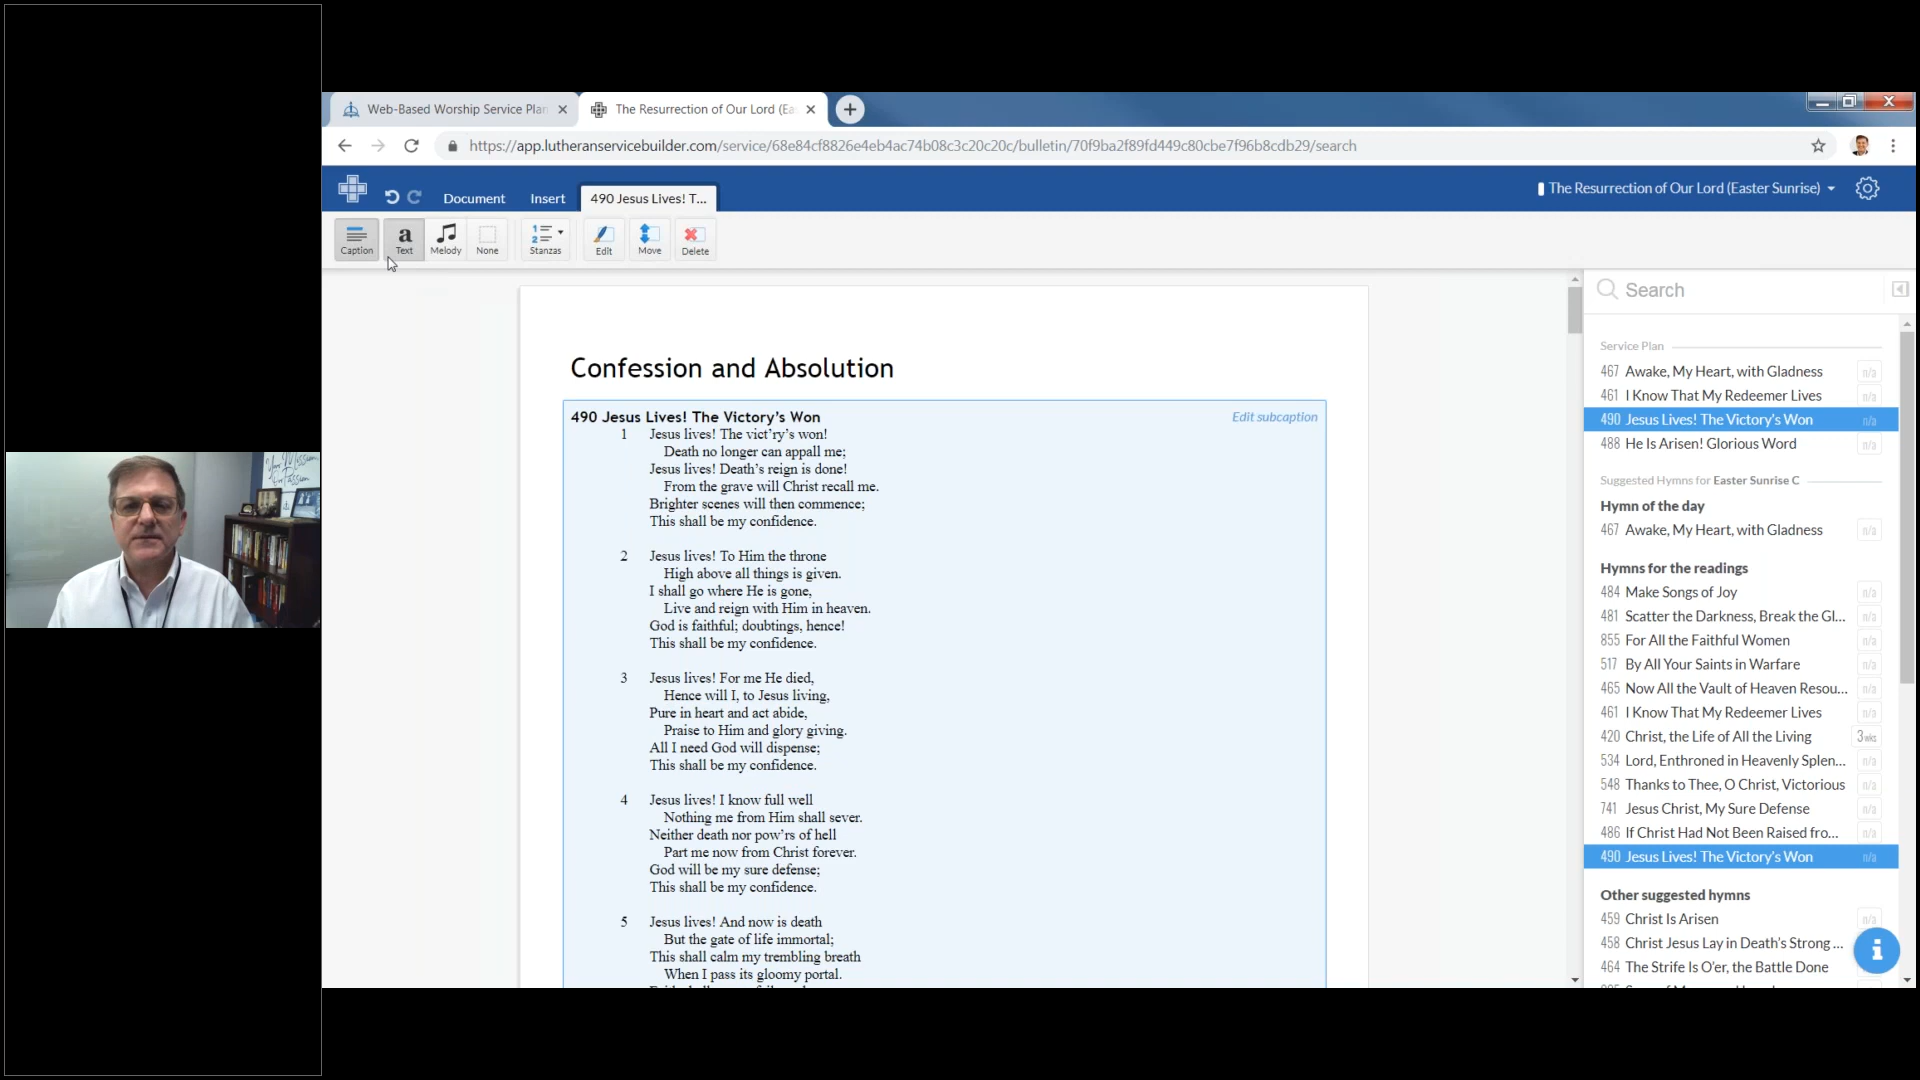 Web-Based Worship Service Plan
The Resurrection of Our Lord (Ea
https://app.lutheranservicebuilder.com/service/68e84cf8826e4eb4ac74b08c3c20c20c/bulletin/70f9ba2f89fd449c80cbe7f96b8cdb29/search
Document
Insert
490 Jesus Lives! T...
The Resurrection of Our Lord (Easter Sunrise)
Caption
a
Text
Melody
None
1
2
Stanzas
Edit
Move
Delete
Confession and Absolution
490 Jesus Lives! The Victory’s Won
Edit subcaption
1 Jesus lives! The vict’ry’s won!
Death no longer can appall me;
Jesus lives! Death’s reign is done!
From the grave will Christ recall me.
Brighter scenes will then commence;
This shall be my confidence.
2 Jesus lives! To Him the throne
High above all things is given.
I shall go where He is gone,
Live and reign with Him in heaven.
God is faithful; doubtings, hence!
This shall be my confidence.
3 Jesus lives! For me He died,
Hence will I, to Jesus living,
Pure in heart and act abide,
Praise to Him and glory giving.
All I need God will dispense;
This shall be my confidence.
4 Jesus lives! I know full well
Nothing me from Him shall sever.
Neither death nor pow’rs of hell
Part me now from Christ forever.
God will be my sure defense;
This shall be my confidence.
5 Jesus lives! And now is death
But the gate of life immortal;
This shall calm my trembling breath
When I pass its gloomy portal.
Search
Service Plan
467 Awake, My Heart, with Gladness n/a
461 I Know That My Redeemer Lives n/a
490 Jesus Lives! The Victory’s Won n/a
488 He Is Arisen! Glorious Word n/a
Suggested Hymns for Easter Sunrise C
Hymn of the day
467 Awake, My Heart, with Gladness n/a
Hymns for the readings
484 Make Songs of Joy n/a
481 Scatter the Darkness, Break the Gl... n/a
855 For All the Faithful Women n/a
517 By All Your Saints in Warfare n/a
465 Now All the Vault of Heaven Resou... n/a
461 I Know That My Redeemer Lives n/a
420 Christ, the Life of All the Living 3 wks
534 Lord, Enthroned in Heavenly Splen... n/a
548 Thanks to Thee, O Christ, Victorious n/a
741 Jesus Christ, My Sure Defense n/a
486 If Christ Had Not Been Raised fro... n/a
490 Jesus Lives! The Victory’s Won n/a
Other suggested hymns
459 Christ Is Arisen n/a
458 Christ Jesus Lay in Death’s Strong ...
464 The Strife Is O’er, the Battle Done
i